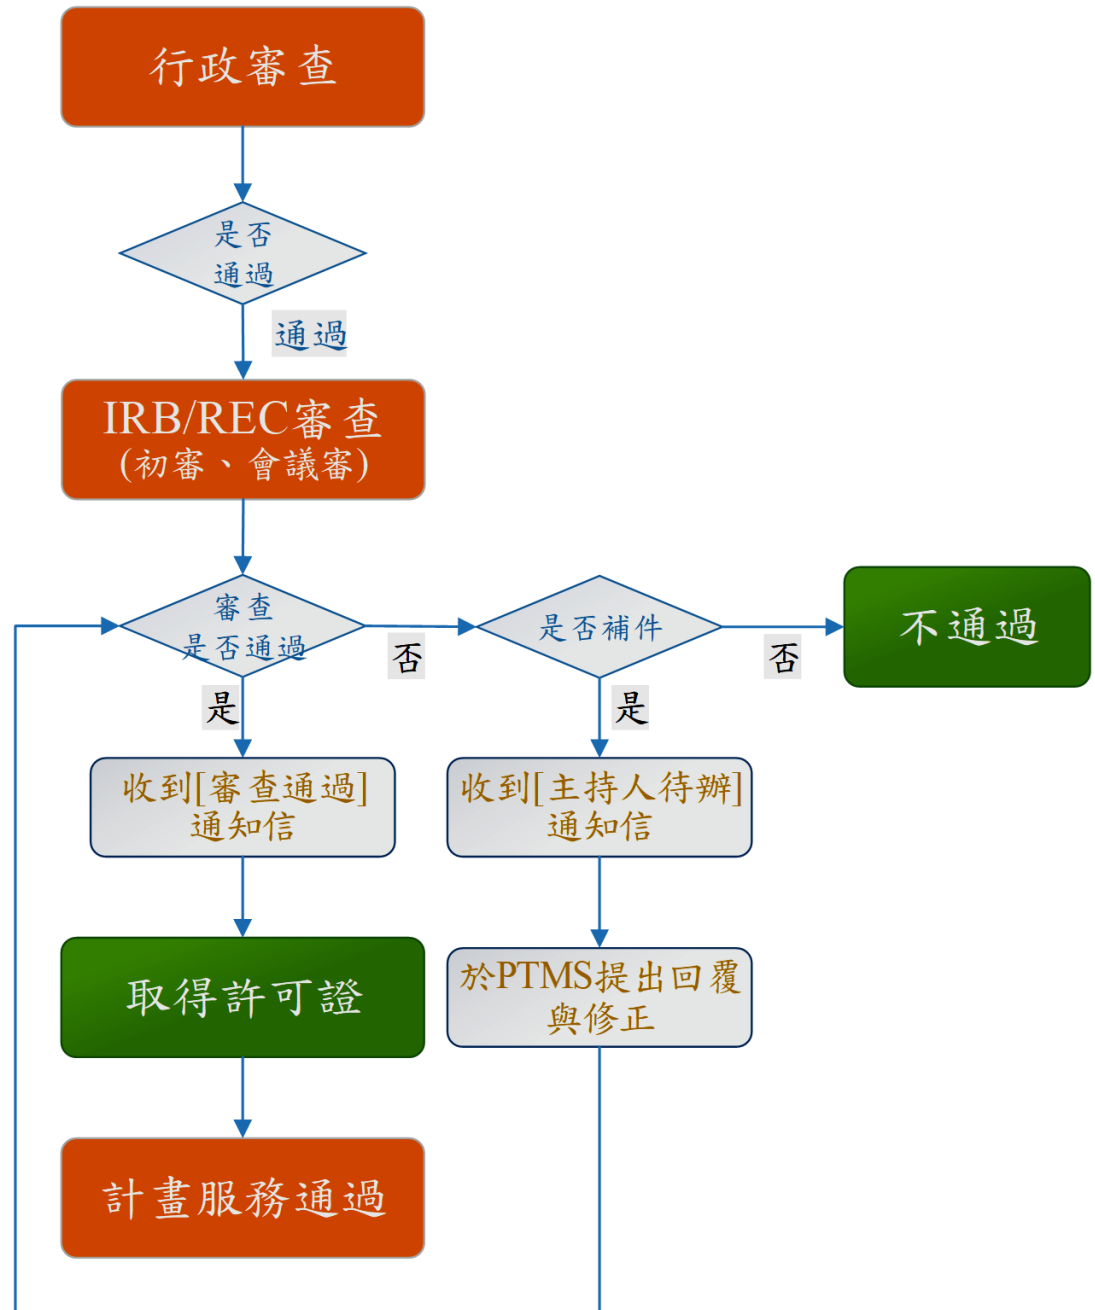 行政審查
是否
通過
通過
IRB/REC審查
(初審、會議審)
審查
是否通過
否
是否補件
否
不通過
是
是
收到[審查通過]
通知信
收到[主持人待辦]
通知信
取得許可證
於PTMS提出回覆
與修正
計畫服務通過